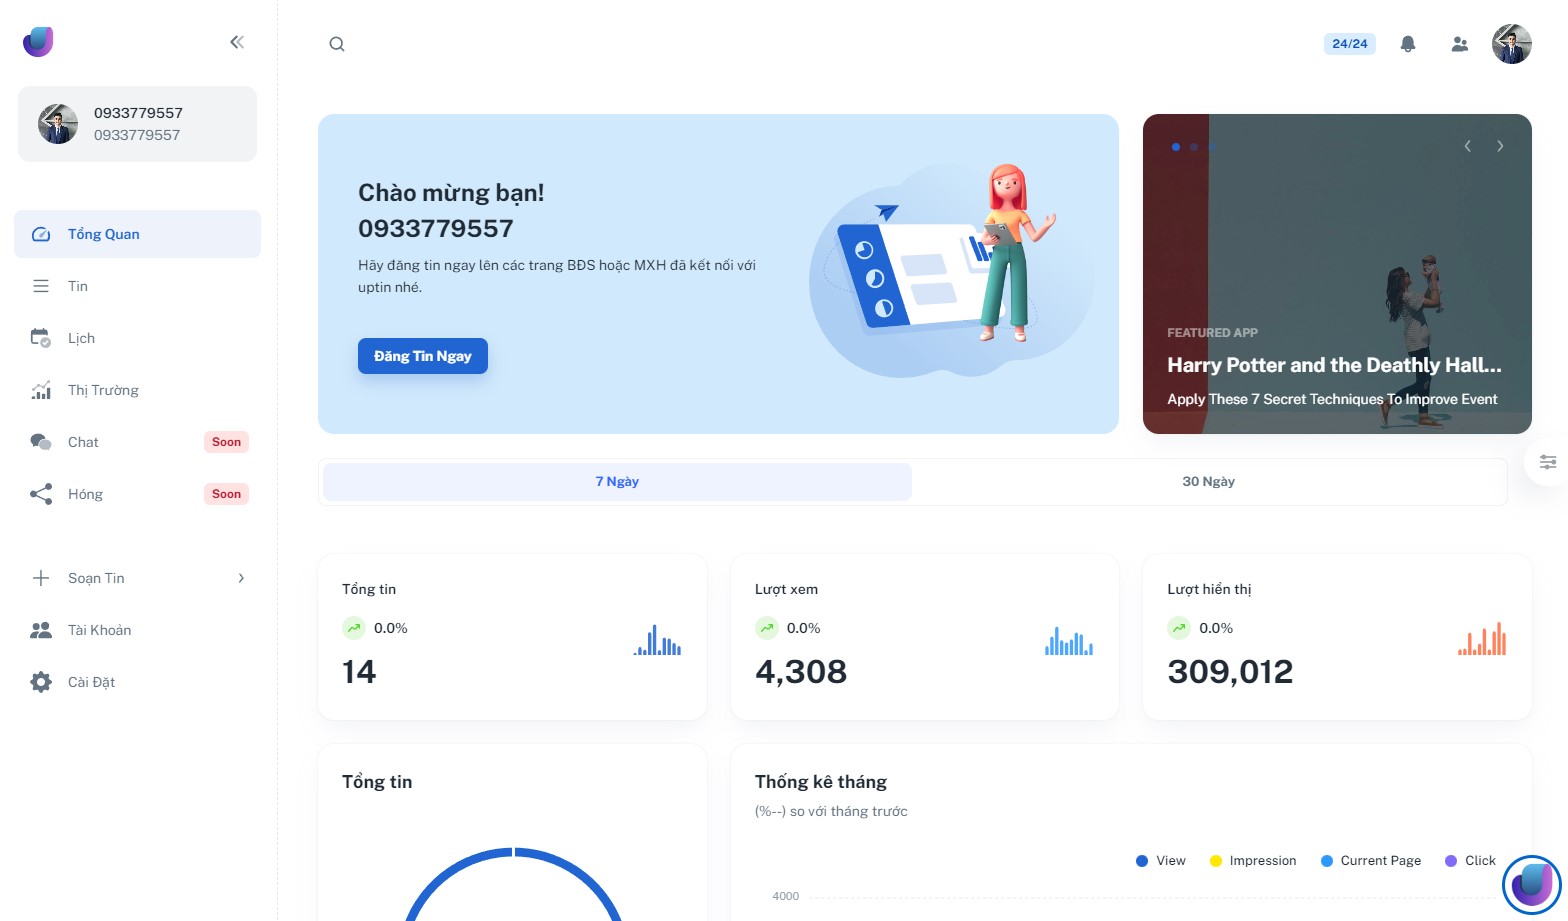 24/24
0933779557
0933779557
Tổng Quan
Tin
Lịch
Thị Trường
Chat
Soon
Hóng
Soon
Soạn Tin
Tài Khoản
Cài Đặt
Chào mừng bạn!
0933779557
Hãy đăng tin ngay lên các trang BĐS hoặc MXH đã kết nối với
uptin nhé.
Đăng Tin Ngay
FEATURED APP
Harry Potter and the Deathly Hall...
Apply These 7 Secret Techniques To Improve Event
7 Ngày
30 Ngày
Tổng tin
0.0%
14
Lượt xem
0.0%
4,308
Lượt hiển thị
0.0%
309,012
Tổng tin
Thống kê tháng
(%--) so với tháng trước
View
Impression
Current Page
Click
4000